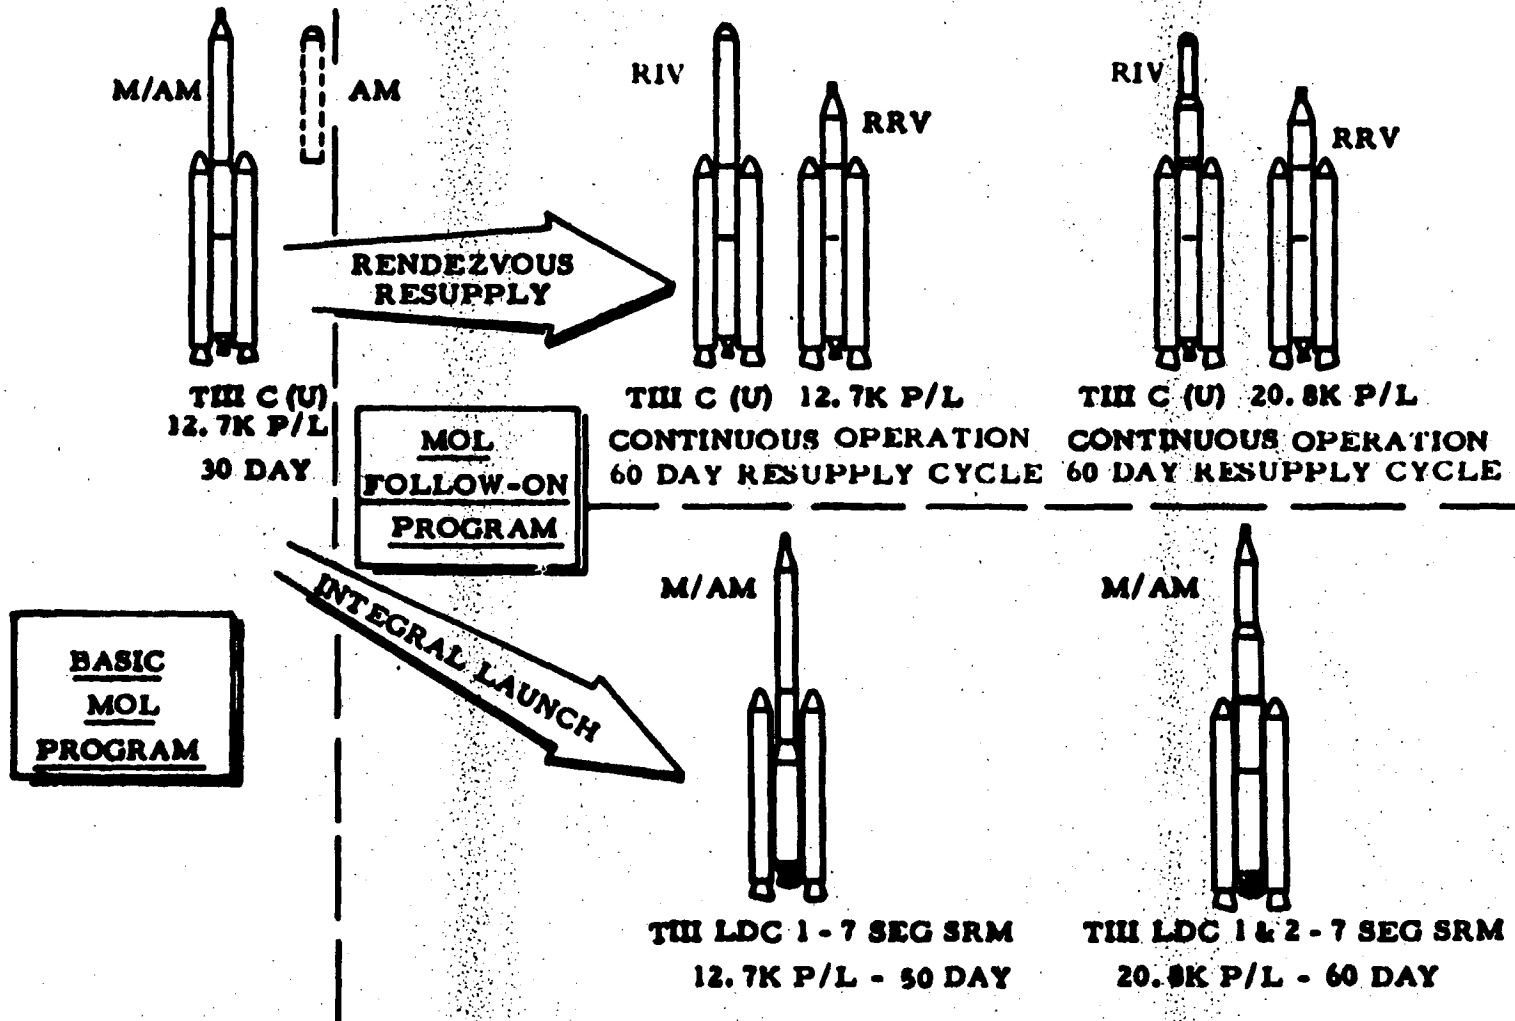 M/AM
AM
TIII C (U)
12.7K P/L
30 DAY
BASIC
MOL
PROGRAM
MOL
FOLLOW-ON
PROGRAM
RENDEZVOUS
RESUPPLY
RIV
RRV
TIII C (U) 12.7K P/L
CONTINUOUS OPERATION
60 DAY RESUPPLY CYCLE
RIV
RRV
TIII C (U) 20.8K P/L
CONTINUOUS OPERATION
60 DAY RESUPPLY CYCLE
INTEGRAL LAUNCH
M/AM
TIII LDC 1 - 7 SEG SRM
12.7K P/L - 50 DAY
M/AM
TIII LDC 1 & 2 - 7 SEG SRM
20.8K P/L - 60 DAY